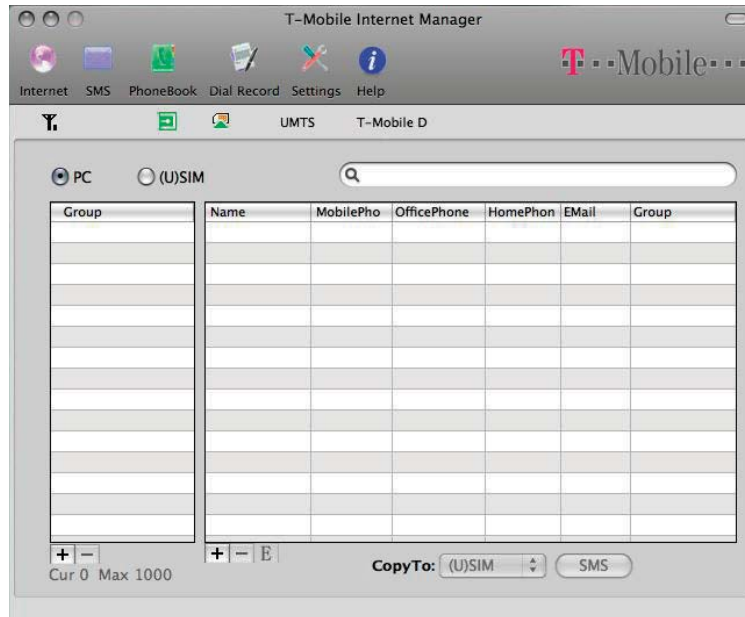 T-Mobile Internet Manager
Internet SMS PhoneBook Dial Record Settings Help
T··Mobile···
UMTS T-Mobile D
PC (U)SIM
Group Name MobilePho OfficePhone HomePhon EMail Group
+ − + − E
Cur 0 Max 1000
CopyTo: (U)SIM SMS